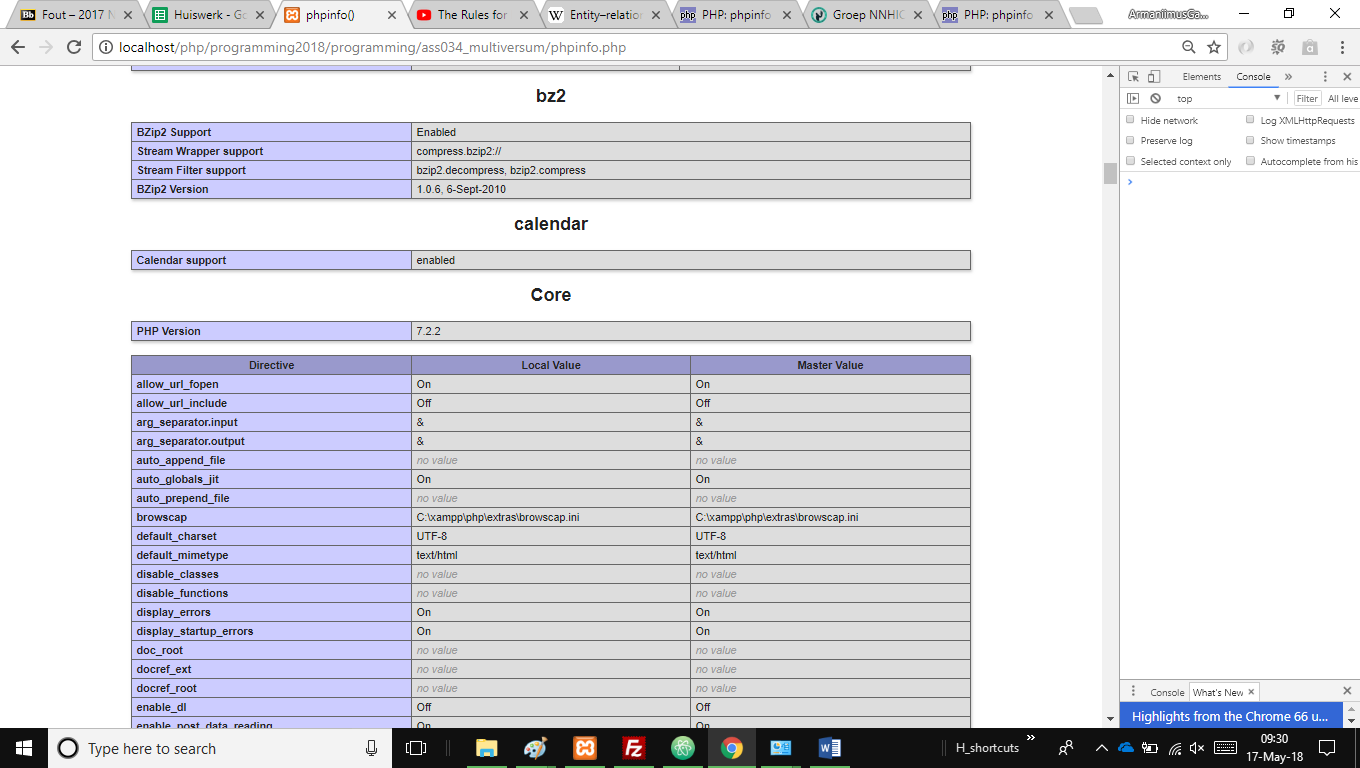 Fout – 2017 N
Huiswerk - Go
phpinfo()
The Rules for
Entity–relation
PHP: phpinfo
Groep NNHIC
PHP: phpinfo
ArmaniimusGa...
localhost/php/programming2018/programming/ass034_multiversum/phpinfo.php
bz2
BZip2 Support Enabled
Stream Wrapper support compress.bzip2://
Stream Filter support bzip2.decompress, bzip2.compress
BZip2 Version 1.0.6, 6-Sept-2010
calendar
Calendar support enabled
Core
PHP Version 7.2.2
Directive Local Value Master Value
allow_url_fopen On On
allow_url_include Off Off
arg_separator.input & &
arg_separator.output & &
auto_append_file no value no value
auto_globals_jit On On
auto_prepend_file no value no value
browscap C:\xampp\php\extras\browscap.ini C:\xampp\php\extras\browscap.ini
default_charset UTF-8 UTF-8
default_mimetype text/html text/html
disable_classes no value no value
disable_functions no value no value
display_errors On On
display_startup_errors On On
doc_root no value no value
docref_ext no value no value
docref_root no value no value
enable_dl Off Off
enable_post_data_reading On On
Elements Console »
top Filter All leve
Hide network Log XMLHttpRequests
Preserve log Show timestamps
Selected context only Autocomplete from his
Console What's New
Highlights from the Chrome 66 u...
Type here to search
H_shortcuts
09:30
17-May-18